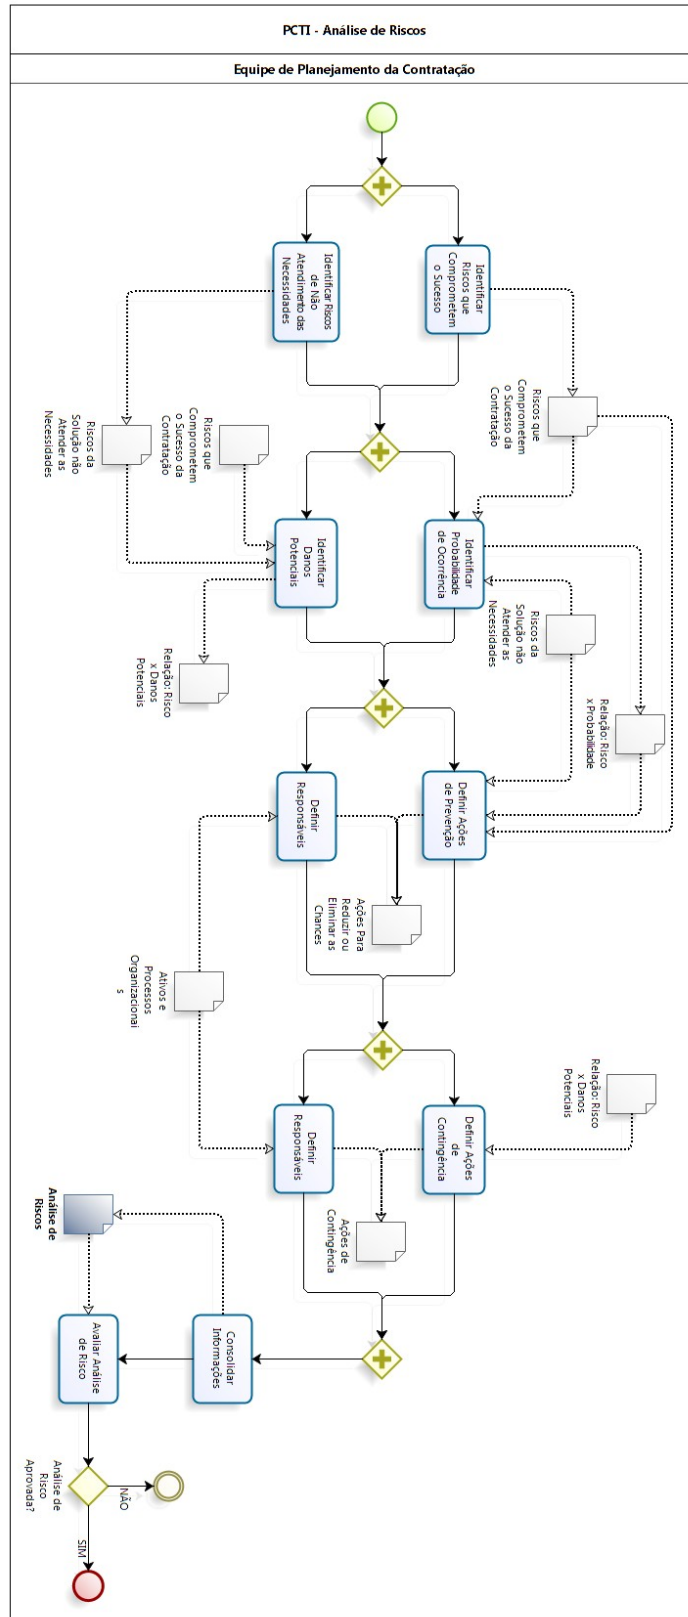 PCTI - Análise de Riscos
Equipe de Planejamento da Contratação
Identificar
Riscos que
Comprometem
o Sucesso
Identificar Riscos
de Não
Atendimento das
Necessidades
Riscos que
Comprometem
o Sucesso da
Contratação
Riscos que
Comprometem
o Sucesso da
Contratação
Riscos da
Solução não
Atender as
Necessidades
Identificar
Probabilidade
de Ocorrência
Identificar
Danos
Potenciais
Riscos da
Solução não
Atender as
Necessidades
Relação: Risco
x Danos
Potenciais
Relação: Risco
x Probabilidade
Definir Ações
de Prevenção
Definir
Responsáveis
Ações Para
Reduzir ou
Eliminar as
Chances
Ativos e
Processos
Organizacionai
s
Relação: Risco
x Danos
Potenciais
Definir Ações
de
Contingência
Definir
Responsáveis
Ações de
Contingência
Análise de
Riscos
Consolidar
Informações
Avaliar Análise
de Risco
Análise de
Risco
Aprovada?
NÃO
SIM